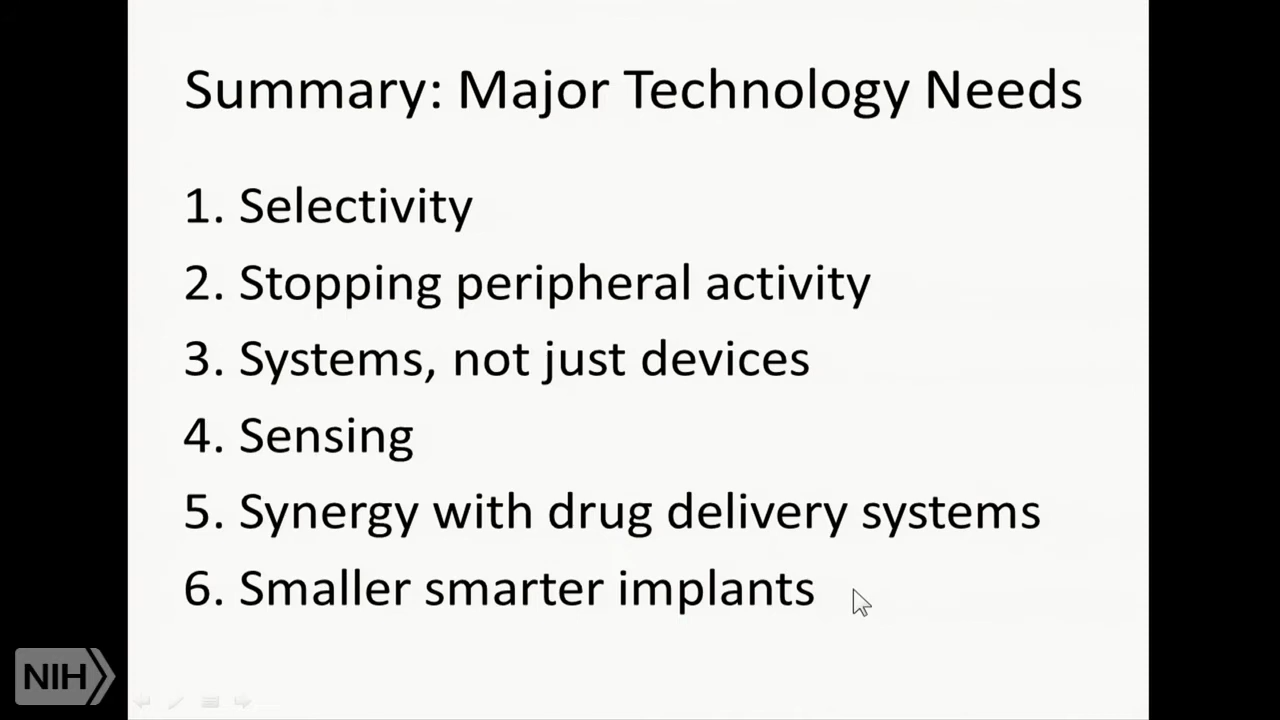 Summary: Major Technology Needs
1. Selectivity
2. Stopping peripheral activity
3. Systems, not just devices
4. Sensing
5. Synergy with drug delivery systems
6. Smaller smarter implants
NIH